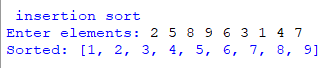 insertion sort
Enter elements: 2 5 8 9 6 3 1 4 7
Sorted: [1, 2, 3, 4, 5, 6, 7, 8, 9]